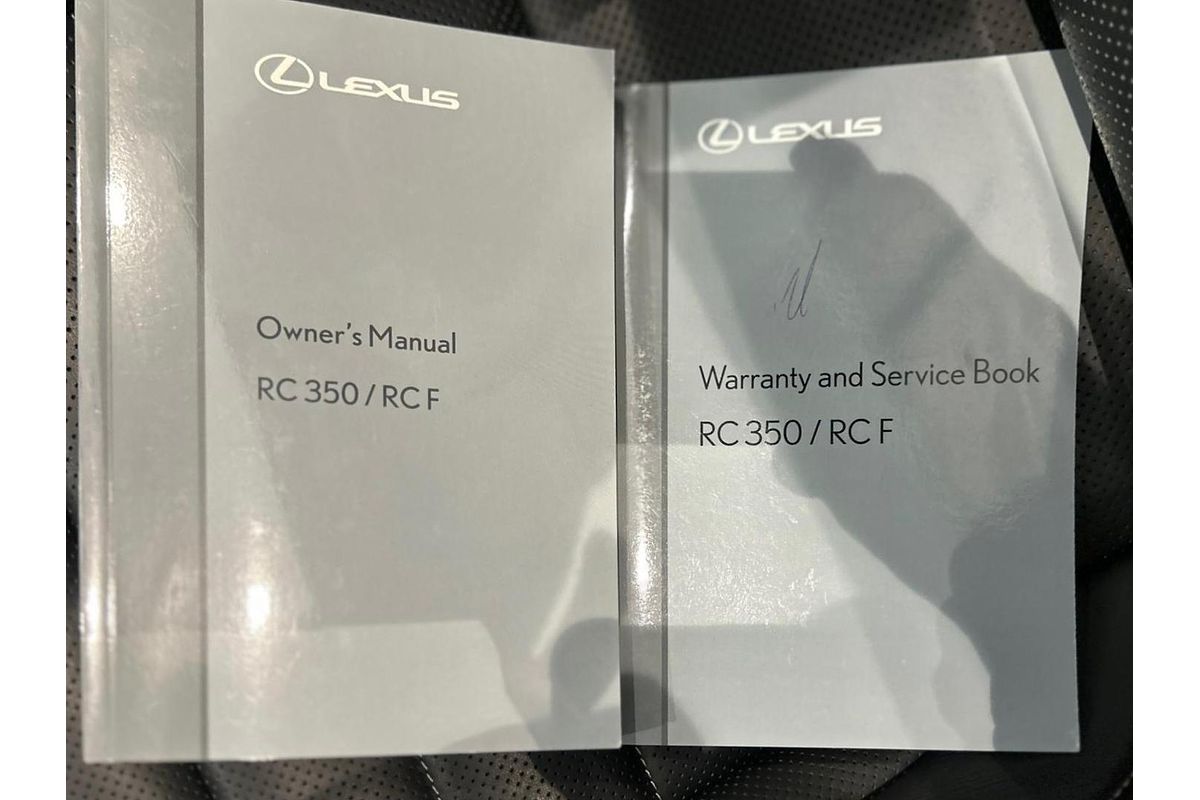 LEXUS
Owner's Manual
RC 350 / RC F
LEXUS
Warranty and Service Book
RC 350 / RC F